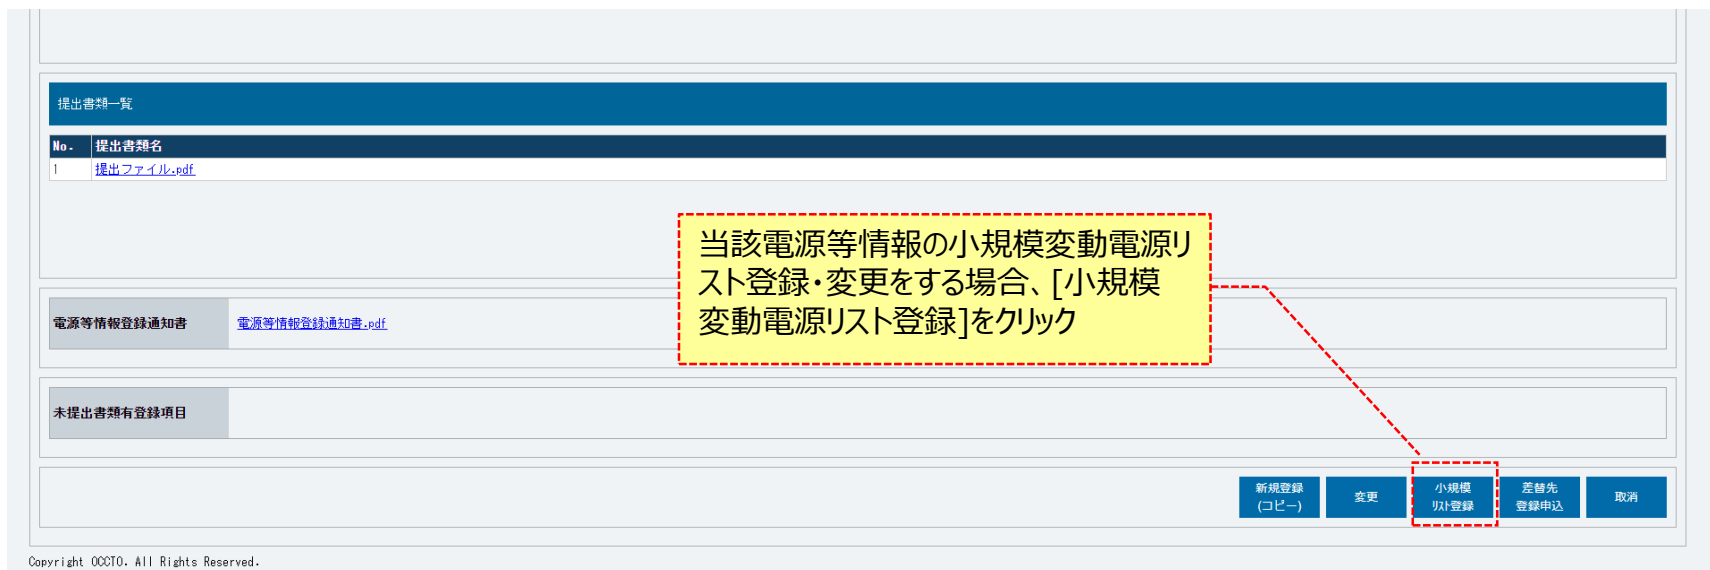 提出書類一覧
No. 提出書類名
1 提出ファイル.pdf
当該電源等情報の小規模変動電源リ
スト登録・変更をする場合、[小規模
変動電源リスト登録]をクリック
電源等情報登録通知書 電源等情報登録通知書.pdf
未提出書類有登録項目
新規登録
(コピー)
変更
小規模
リスト登録
差替先
登録申込
取消
Copyright OCCTO. All Rights Reserved.